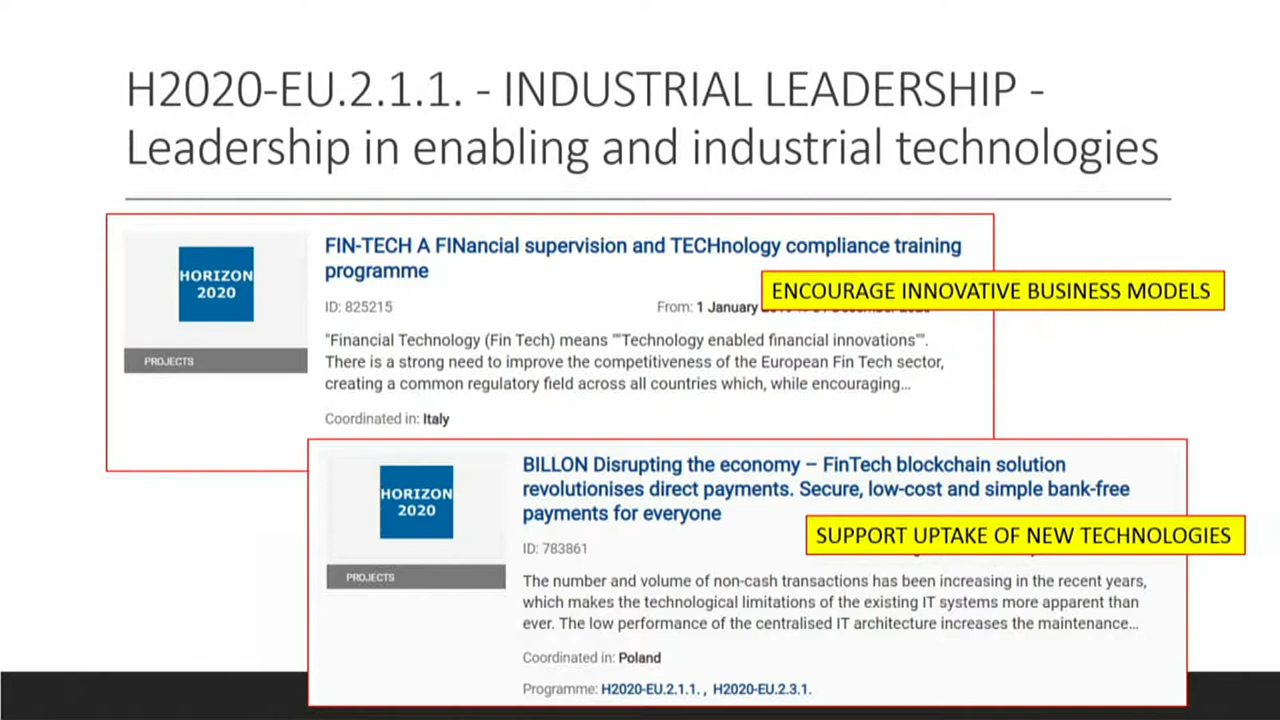 H2020-EU.2.1.1. - INDUSTRIAL LEADERSHIP -
Leadership in enabling and industrial technologies
HORIZON
2020
PROJECTS
FIN-TECH A FINancial supervision and TECHnology compliance training
programme
ID: 825215
From: 1 January
ENCOURAGE INNOVATIVE BUSINESS MODELS
"Financial Technology (Fin Tech) means ""Technology enabled financial innovations"".
There is a strong need to improve the competitiveness of the European Fin Tech sector,
creating a common regulatory field across all countries which, while encouraging...
Coordinated in: Italy
HORIZON
2020
PROJECTS
BILLON Disrupting the economy – FinTech blockchain solution
revolutionises direct payments. Secure, low-cost and simple bank-free
payments for everyone
SUPPORT UPTAKE OF NEW TECHNOLOGIES
ID: 783861
The number and volume of non-cash transactions has been increasing in the recent years,
which makes the technological limitations of the existing IT systems more apparent than
ever. The low performance of the centralised IT architecture increases the maintenance...
Coordinated in: Poland
Programme: H2020-EU.2.1.1. , H2020-EU.2.3.1.